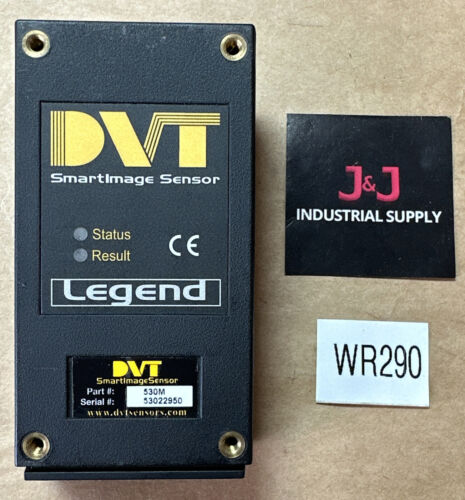 DVT
SmartImage Sensor
Status
Result
CE
Legend
DVT
SmartImageSensor
Part #: 530M
Serial #: 53022950
www.dvtsensors.com
J&J
INDUSTRIAL SUPPLY
WR290